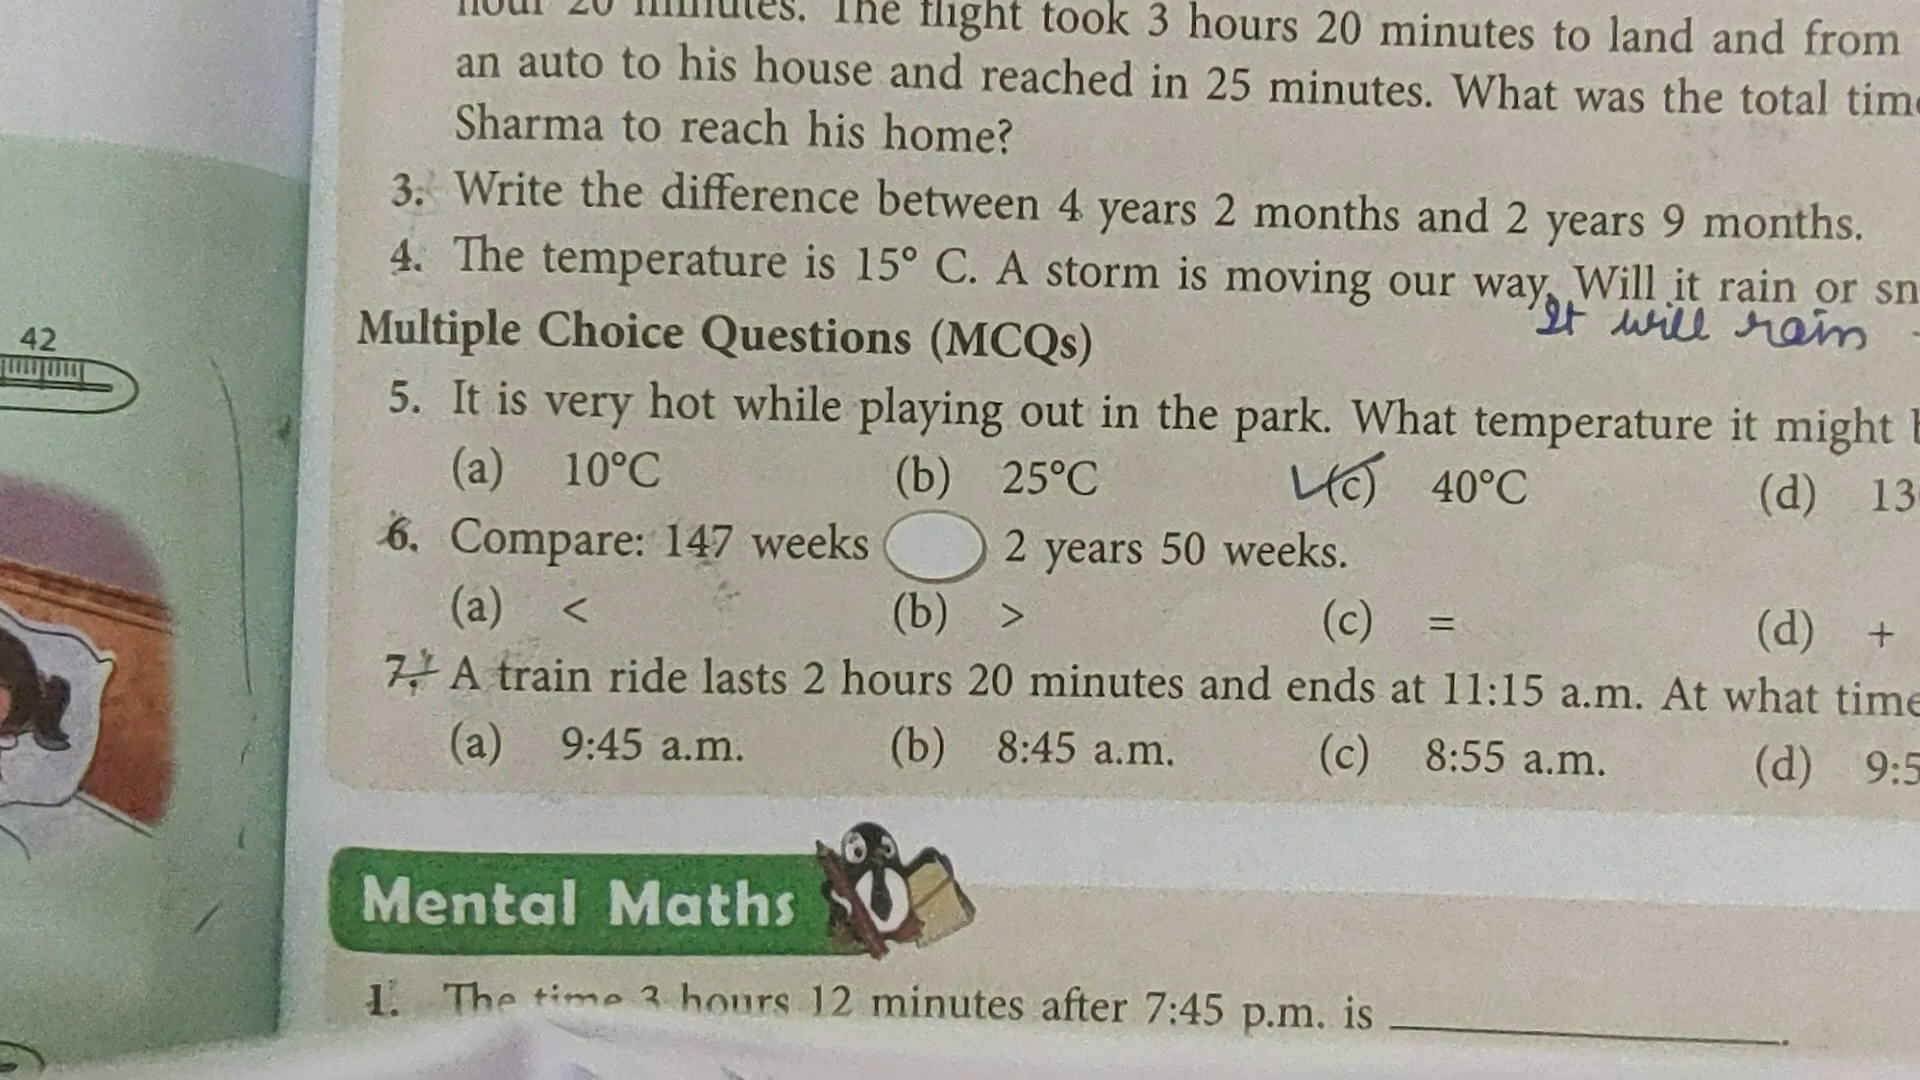 hour 20 minutes. The flight took 3 hours 20 minutes to land and from
an auto to his house and reached in 25 minutes. What was the total time
Sharma to reach his home?
3. Write the difference between 4 years 2 months and 2 years 9 months.
4. The temperature is 15° C. A storm is moving our way. Will it rain or sn
It will rain
Multiple Choice Questions (MCQs)
42
5. It is very hot while playing out in the park. What temperature it might b
(a) 10°C (b) 25°C (c) 40°C (d) 13
6. Compare: 147 weeks 2 years 50 weeks.
(a) < (b) > (c) = (d) +
7. A train ride lasts 2 hours 20 minutes and ends at 11:15 a.m. At what time
(a) 9:45 a.m. (b) 8:45 a.m. (c) 8:55 a.m. (d) 9:5
Mental Maths
1. The time 3 hours 12 minutes after 7:45 p.m. is